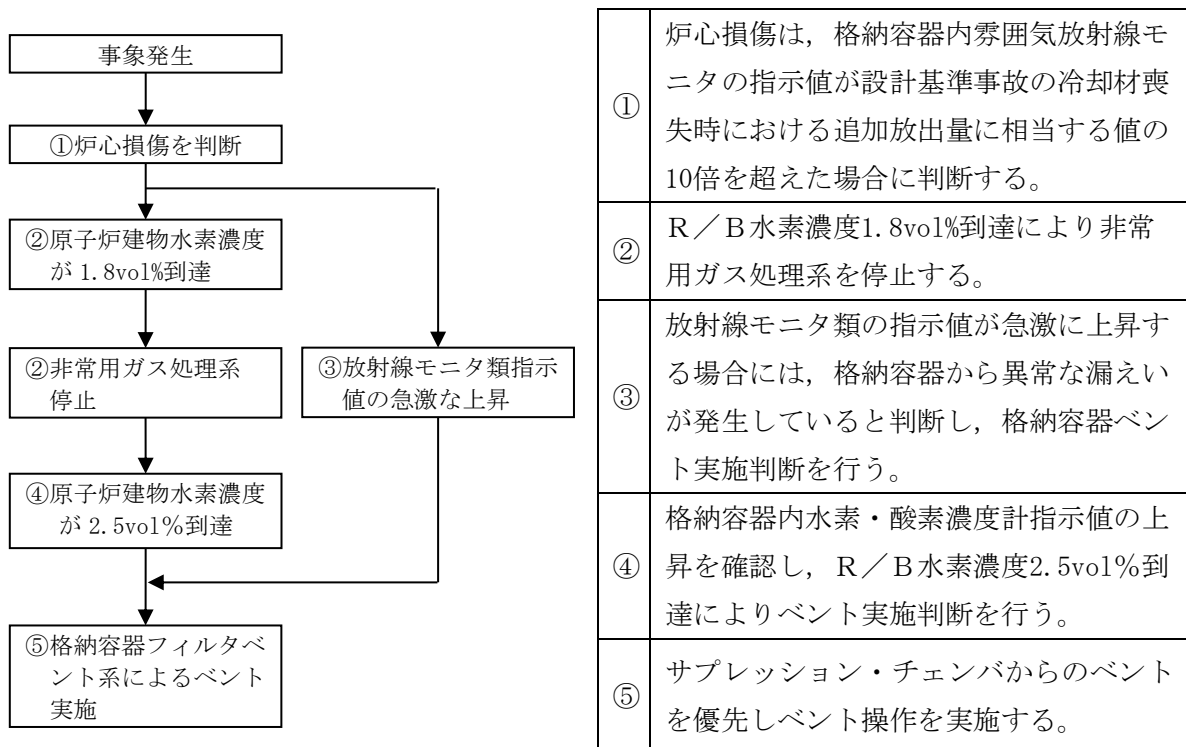 事象発生
①炉心損傷を判断
②原子炉建物水素濃度
が 1.8vol%到達
②非常用ガス処理系
停止
③放射線モニタ類指示
値の急激な上昇
④原子炉建物水素濃度
が 2.5vol%到達
⑤格納容器フィルタベ
ント系によるベント
実施
①
炉心損傷は，格納容器内雰囲気放射線モ
ニタの指示値が設計基準事故の冷却材喪
失時における追加放出量に相当する値の
10倍を超えた場合に判断する。
②
Ｒ／Ｂ水素濃度1.8vol%到達により非常
用ガス処理系を停止する。
③
放射線モニタ類の指示値が急激に上昇す
る場合には，格納容器から異常な漏えい
が発生していると判断し，格納容器ベン
ト実施判断を行う。
④
格納容器内水素・酸素濃度計指示値の上
昇を確認し，Ｒ／Ｂ水素濃度2.5vol％到
達によりベント実施判断を行う。
⑤
サプレッション・チェンバからのベント
を優先しベント操作を実施する。